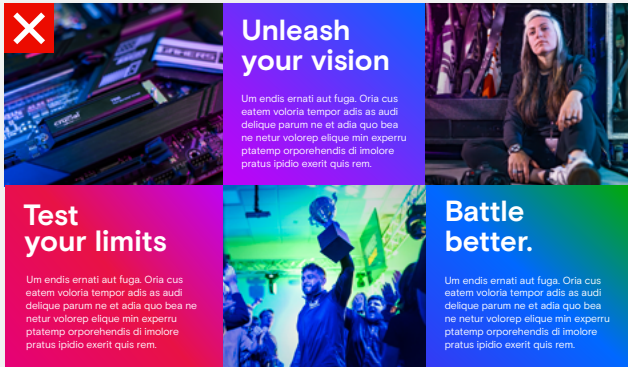 crucial
GAMERS
Unleash
your vision
Um endis ernati aut fuga. Oria cus
eatem voloria tempor adis as audi
delique parum ne et adia quo bea
ne netur volorep elique min experru
ptatemp orporehendis di imolore
pratus ipidio exerit quis rem.
Test
your limits
Um endis ernati aut fuga. Oria cus
eatem voloria tempor adis as audi
delique parum ne et adia quo bea ne
netur volorep elique min experru
ptatemp orporehendis di imolore
pratus ipidio exerit quis rem.
Battle
better.
Um endis ernati aut fuga. Oria cus
eatem voloria tempor adis as audi
delique parum ne et adia quo bea
ne netur volorep elique min experru
ptatemp orporehendis di imolore
pratus ipidio exerit quis rem.